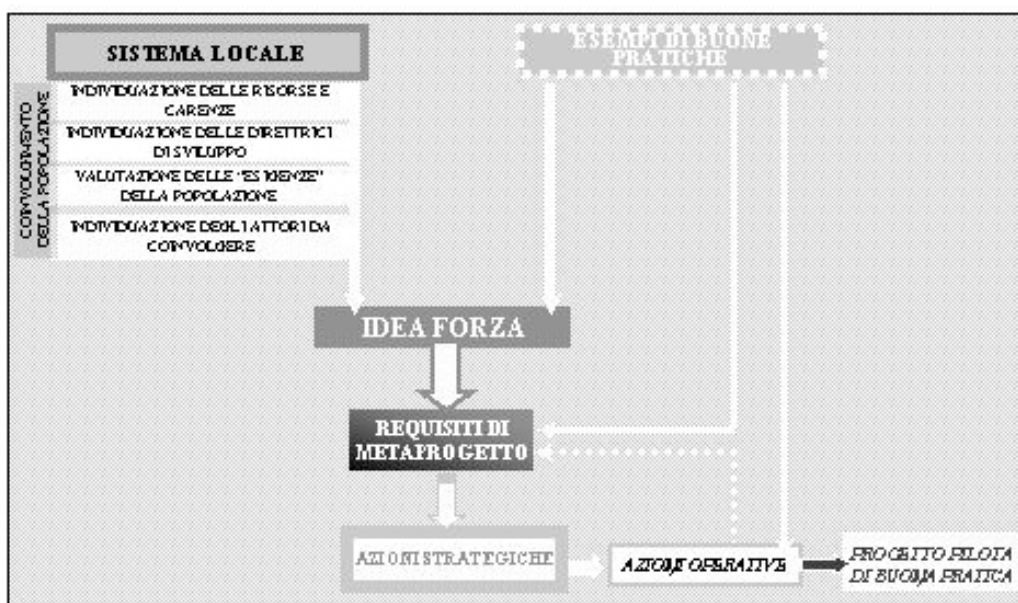 SISTEMA LOCALE
ESEMPI DI BUONE
PRATICHE
COINVOLGIMENTO
DELLA POPOLAZIONE
INDIVIDUAZIONE DELLE RISORSE E
CARENZE
INDIVIDUAZIONE DELLE DIRETTRICI
DI SVILUPPO
VALUTAZIONE DELLE "ESIGENZE"
DELLA POPOLAZIONE
INDIVIDUAZIONE DEGLI ATTORI DA
COINVOLGERE
IDEA FORZA
REQUISITI DI
METAPROGETTO
AZIONI STRATEGICHE
AZIONI OPERATIVE
PROGETTO PILOTA
DI BUONA PRATICA